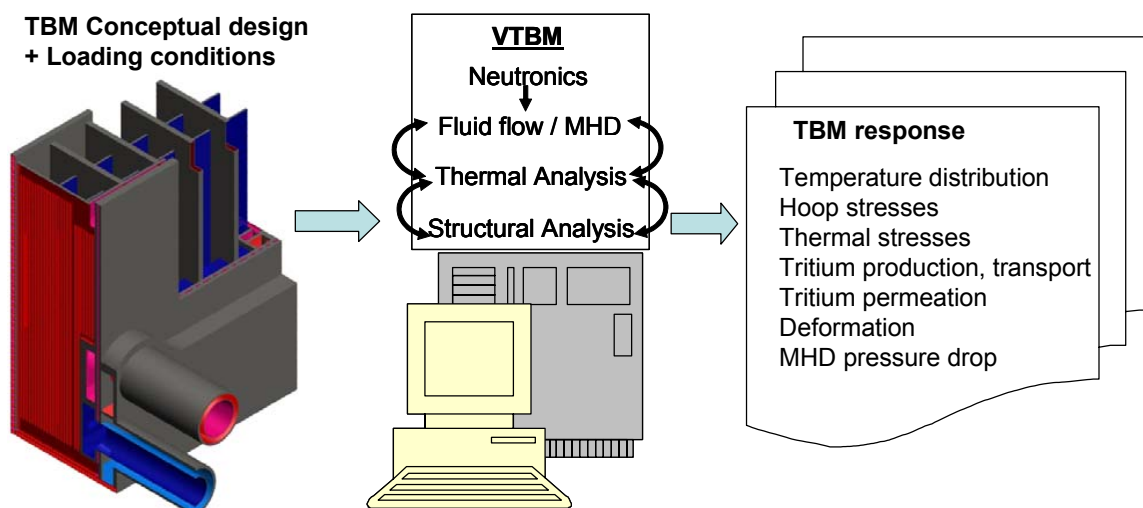 TBM Conceptual design
+ Loading conditions
VTBM
Neutronics
Fluid flow / MHD
Thermal Analysis
Structural Analysis
TBM response
Temperature distribution
Hoop stresses
Thermal stresses
Tritium production, transport
Tritium permeation
Deformation
MHD pressure drop